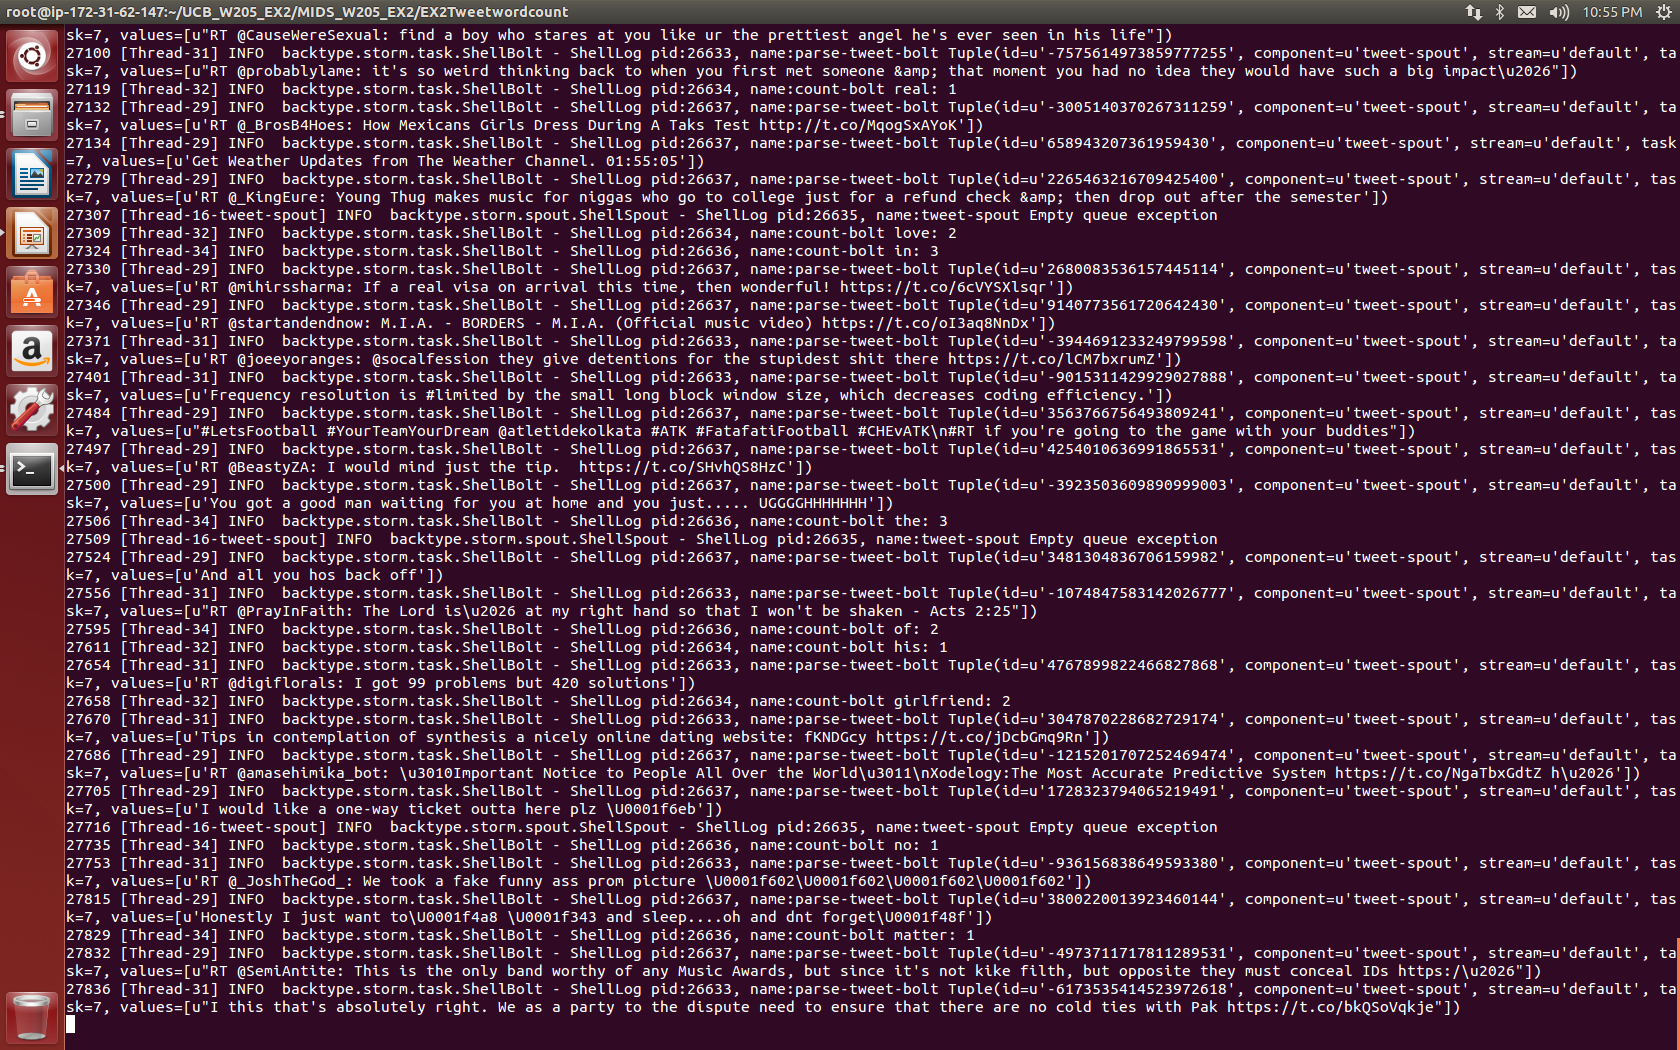 root@ip-172-31-62-147:~/UCB_W205_EX2/MIDS_W205_EX2/EX2Tweetwordcount
10:55 PM
sk=7, values=[u"RT @CauseWereSexual: find a boy who stares at you like ur the prettiest angel he's ever seen in his life"])
27100 [Thread-31] INFO  backtype.storm.task.ShellBolt - ShellLog pid:26633, name:parse-tweet-bolt Tuple(id=u'-7575614973859777255', component=u'tweet-spout', stream=u'default', ta
sk=7, values=[u"RT @probablylame: it's so weird thinking back to when you first met someone &amp; that moment you had no idea they would have such a big impact\u2026"])
27119 [Thread-32] INFO  backtype.storm.task.ShellBolt - ShellLog pid:26634, name:count-bolt real: 1
27132 [Thread-29] INFO  backtype.storm.task.ShellBolt - ShellLog pid:26637, name:parse-tweet-bolt Tuple(id=u'-3005140370267311259', component=u'tweet-spout', stream=u'default', ta
sk=7, values=[u'RT @_BrosB4Hoes: How Mexicans Girls Dress During A Taks Test http://t.co/MqogSxAYoK'])
27134 [Thread-29] INFO  backtype.storm.task.ShellBolt - ShellLog pid:26637, name:parse-tweet-bolt Tuple(id=u'658943207361959430', component=u'tweet-spout', stream=u'default', task
=7, values=[u'Get Weather Updates from The Weather Channel. 01:55:05'])
27279 [Thread-29] INFO  backtype.storm.task.ShellBolt - ShellLog pid:26637, name:parse-tweet-bolt Tuple(id=u'2265463216709425400', component=u'tweet-spout', stream=u'default', tas
k=7, values=[u'RT @_KingEure: Young Thug makes music for niggas who go to college just for a refund check &amp; then drop out after the semester'])
27307 [Thread-16-tweet-spout] INFO  backtype.storm.spout.ShellSpout - ShellLog pid:26635, name:tweet-spout Empty queue exception
27309 [Thread-32] INFO  backtype.storm.task.ShellBolt - ShellLog pid:26634, name:count-bolt love: 2
27324 [Thread-34] INFO  backtype.storm.task.ShellBolt - ShellLog pid:26636, name:count-bolt in: 3
27330 [Thread-29] INFO  backtype.storm.task.ShellBolt - ShellLog pid:26637, name:parse-tweet-bolt Tuple(id=u'2680083536157445114', component=u'tweet-spout', stream=u'default', tas
k=7, values=[u'RT @mihirssharma: If a real visa on arrival this time, then wonderful! https://t.co/6cVYSXlsqr'])
27346 [Thread-29] INFO  backtype.storm.task.ShellBolt - ShellLog pid:26637, name:parse-tweet-bolt Tuple(id=u'9140773561720642430', component=u'tweet-spout', stream=u'default', tas
k=7, values=[u'RT @startandendnow: M.I.A. - BORDERS - M.I.A. (Official music video) https://t.co/oI3aq8NnDx'])
27371 [Thread-31] INFO  backtype.storm.task.ShellBolt - ShellLog pid:26633, name:parse-tweet-bolt Tuple(id=u'-3944691233249799598', component=u'tweet-spout', stream=u'default', ta
sk=7, values=[u'RT @joeeyoranges: @socalfession they give detentions for the stupidest shit there https://t.co/lCM7bxrumZ'])
27401 [Thread-31] INFO  backtype.storm.task.ShellBolt - ShellLog pid:26633, name:parse-tweet-bolt Tuple(id=u'-9015311429929027888', component=u'tweet-spout', stream=u'default', ta
sk=7, values=[u'Frequency resolution is #limited by the small long block window size, which decreases coding efficiency.'])
27484 [Thread-29] INFO  backtype.storm.task.ShellBolt - ShellLog pid:26637, name:parse-tweet-bolt Tuple(id=u'3563766756493809241', component=u'tweet-spout', stream=u'default', tas
k=7, values=[u"#LetsFootball #YourTeamYourDream @atletidekolkata #ATK #FatafatiFootball #CHEvATK\n#RT if you're going to the game with your buddies"])
27497 [Thread-29] INFO  backtype.storm.task.ShellBolt - ShellLog pid:26637, name:parse-tweet-bolt Tuple(id=u'4254010636991865531', component=u'tweet-spout', stream=u'default', tas
k=7, values=[u'RT @BeastyZA: I would mind just the tip.  https://t.co/SHvhQS8HzC'])
27500 [Thread-29] INFO  backtype.storm.task.ShellBolt - ShellLog pid:26637, name:parse-tweet-bolt Tuple(id=u'-3923503609890999003', component=u'tweet-spout', stream=u'default', ta
sk=7, values=[u'You got a good man waiting for you at home and you just..... UGGGGHHHHHHH'])
27506 [Thread-34] INFO  backtype.storm.task.ShellBolt - ShellLog pid:26636, name:count-bolt the: 3
27509 [Thread-16-tweet-spout] INFO  backtype.storm.spout.ShellSpout - ShellLog pid:26635, name:tweet-spout Empty queue exception
27524 [Thread-29] INFO  backtype.storm.task.ShellBolt - ShellLog pid:26637, name:parse-tweet-bolt Tuple(id=u'3481304836706159982', component=u'tweet-spout', stream=u'default', tas
k=7, values=[u'And all you hos back off'])
27556 [Thread-31] INFO  backtype.storm.task.ShellBolt - ShellLog pid:26633, name:parse-tweet-bolt Tuple(id=u'-1074847583142026777', component=u'tweet-spout', stream=u'default', ta
sk=7, values=[u"RT @PrayInFaith: The Lord is\u2026 at my right hand so that I won't be shaken - Acts 2:25"])
27595 [Thread-34] INFO  backtype.storm.task.ShellBolt - ShellLog pid:26636, name:count-bolt of: 2
27611 [Thread-32] INFO  backtype.storm.task.ShellBolt - ShellLog pid:26634, name:count-bolt his: 1
27654 [Thread-31] INFO  backtype.storm.task.ShellBolt - ShellLog pid:26633, name:parse-tweet-bolt Tuple(id=u'4767899822466827868', component=u'tweet-spout', stream=u'default', tas
k=7, values=[u'RT @digiflorals: I got 99 problems but 420 solutions'])
27658 [Thread-32] INFO  backtype.storm.task.ShellBolt - ShellLog pid:26634, name:count-bolt girlfriend: 2
27670 [Thread-31] INFO  backtype.storm.task.ShellBolt - ShellLog pid:26633, name:parse-tweet-bolt Tuple(id=u'3047870228682729174', component=u'tweet-spout', stream=u'default', tas
k=7, values=[u'Tips in contemplation of synthesis a nicely online dating website: fKNDGcy https://t.co/jDcbGmq9Rn'])
27686 [Thread-29] INFO  backtype.storm.task.ShellBolt - ShellLog pid:26637, name:parse-tweet-bolt Tuple(id=u'-1215201707252469474', component=u'tweet-spout', stream=u'default', ta
sk=7, values=[u'RT @amasehimika_bot: \u3010Important Notice to People All Over the World\u3011\nXodelogy:The Most Accurate Predictive System https://t.co/NgaTbxGdtZ h\u2026'])
27705 [Thread-29] INFO  backtype.storm.task.ShellBolt - ShellLog pid:26637, name:parse-tweet-bolt Tuple(id=u'1728323794065219491', component=u'tweet-spout', stream=u'default', tas
k=7, values=[u'I would like a one-way ticket outta here plz \U0001f6eb'])
27716 [Thread-16-tweet-spout] INFO  backtype.storm.spout.ShellSpout - ShellLog pid:26635, name:tweet-spout Empty queue exception
27735 [Thread-34] INFO  backtype.storm.task.ShellBolt - ShellLog pid:26636, name:count-bolt no: 1
27753 [Thread-31] INFO  backtype.storm.task.ShellBolt - ShellLog pid:26633, name:parse-tweet-bolt Tuple(id=u'-936156838649593380', component=u'tweet-spout', stream=u'default', tas
k=7, values=[u'RT @_JoshTheGod_: We took a fake funny ass prom picture \U0001f602\U0001f602\U0001f602\U0001f602'])
27815 [Thread-29] INFO  backtype.storm.task.ShellBolt - ShellLog pid:26637, name:parse-tweet-bolt Tuple(id=u'3800220013923460144', component=u'tweet-spout', stream=u'default', tas
k=7, values=[u'Honestly I just want to\U0001f4a8 \U0001f343 and sleep....oh and dnt forget\U0001f48f'])
27829 [Thread-34] INFO  backtype.storm.task.ShellBolt - ShellLog pid:26636, name:count-bolt matter: 1
27832 [Thread-29] INFO  backtype.storm.task.ShellBolt - ShellLog pid:26637, name:parse-tweet-bolt Tuple(id=u'-4973711717811289531', component=u'tweet-spout', stream=u'default', ta
sk=7, values=[u"RT @SemiAntite: This is the only band worthy of any Music Awards, but since it's not kike filth, but opposite they must conceal IDs https:/\u2026"])
27836 [Thread-31] INFO  backtype.storm.task.ShellBolt - ShellLog pid:26633, name:parse-tweet-bolt Tuple(id=u'-6173535414523972618', component=u'tweet-spout', stream=u'default', ta
sk=7, values=[u"I this that's absolutely right. We as a party to the dispute need to ensure that there are no cold ties with Pak https://t.co/bkQSoVqkje"])